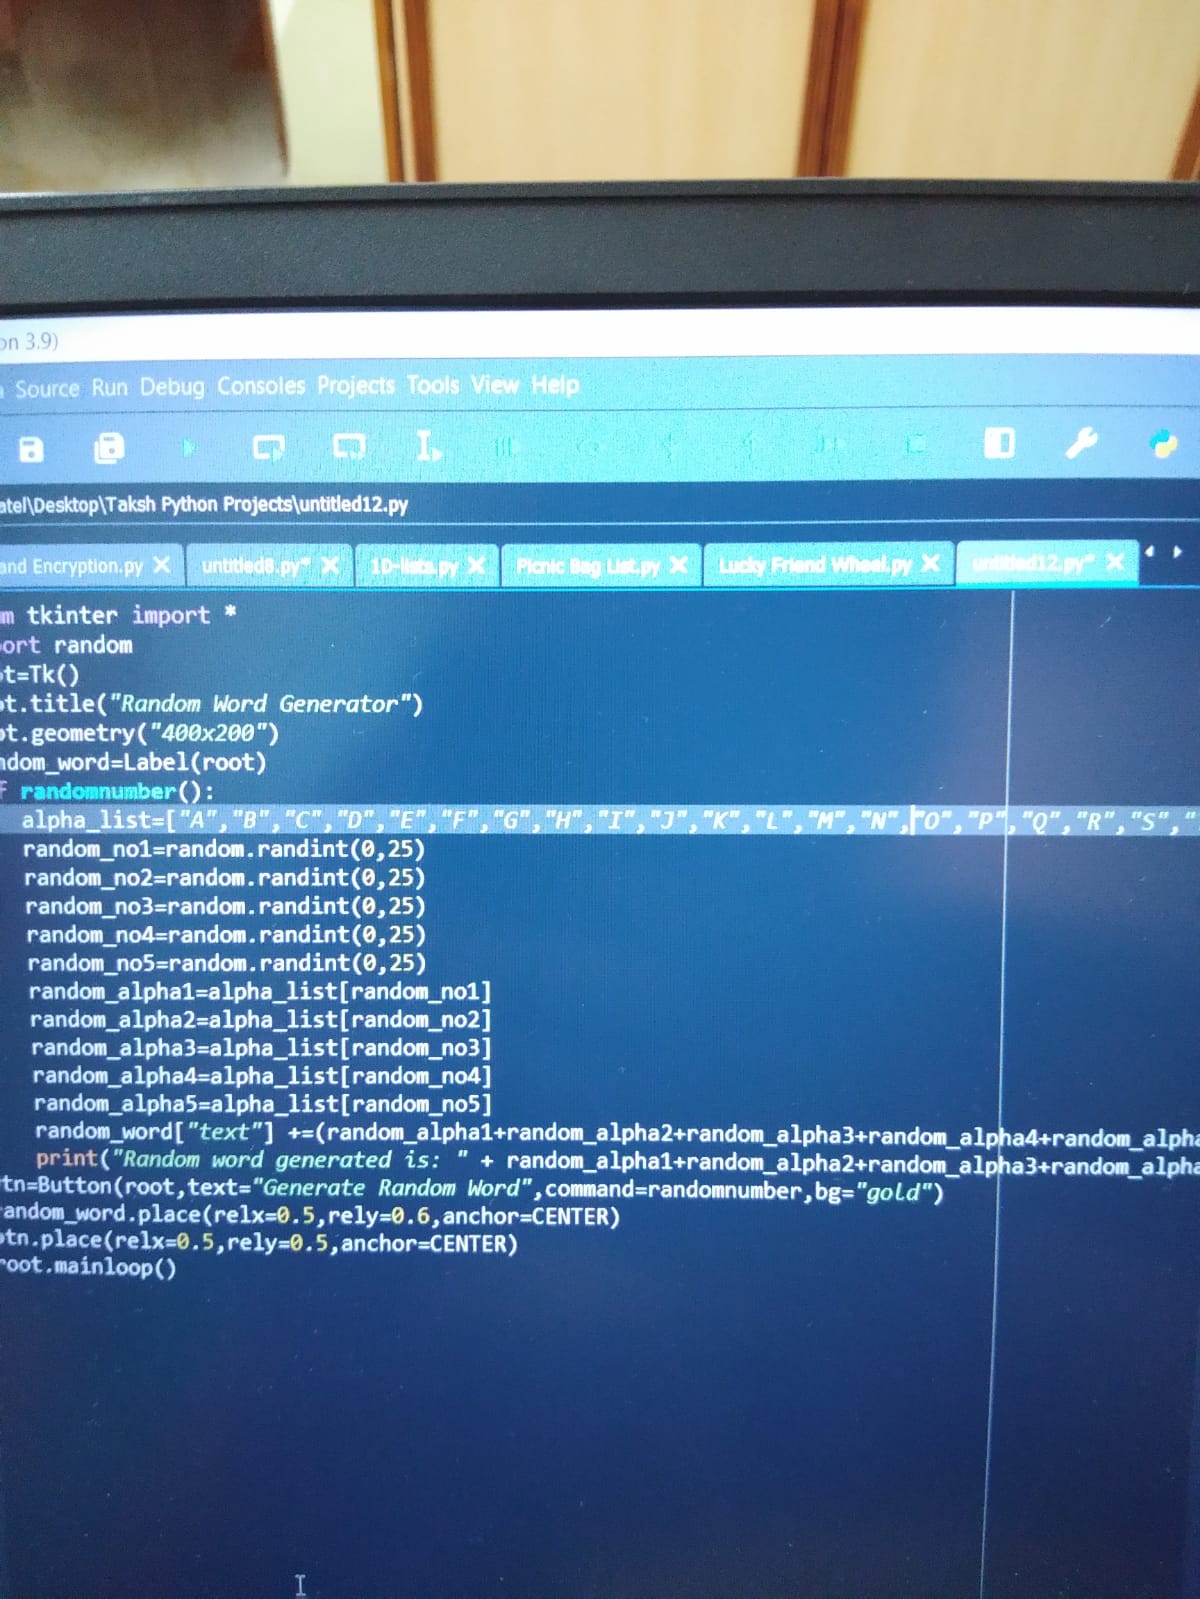 on 3.9)
Source Run Debug Consoles Projects Tools View Help
atel\Desktop\Taksh Python Projects\untitled12.py
and Encryption.py untitled8.py* 1D-lists.py Picnic Bag List.py Lucky Friend Wheel.py untitled12.py*
m tkinter import *
ort random
t=Tk()
ot.title("Random Word Generator")
ot.geometry("400x200")
ndom_word=Label(root)
f randomnumber():
alpha_list=["A","B","C","D","E","F","G","H","I","J","K","L","M","N","O","P","Q","R","S","
random_no1=random.randint(0,25)
random_no2=random.randint(0,25)
random_no3=random.randint(0,25)
random_no4=random.randint(0,25)
random_no5=random.randint(0,25)
random_alpha1=alpha_list[random_no1]
random_alpha2=alpha_list[random_no2]
random_alpha3=alpha_list[random_no3]
random_alpha4=alpha_list[random_no4]
random_alpha5=alpha_list[random_no5]
random_word["text"] +=(random_alpha1+random_alpha2+random_alpha3+random_alpha4+random_alpha
print("Random word generated is: " + random_alpha1+random_alpha2+random_alpha3+random_alpha
tn=Button(root,text="Generate Random Word",command=randomnumber,bg="gold")
andom_word.place(relx=0.5,rely=0.6,anchor=CENTER)
btn.place(relx=0.5,rely=0.5,anchor=CENTER)
root.mainloop()